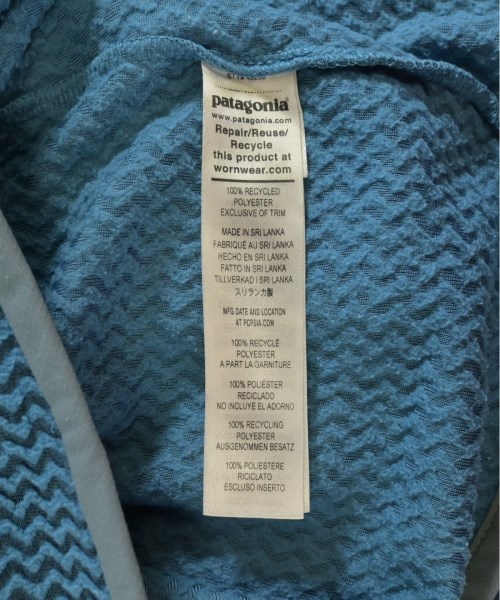 patagonia®
www.patagonia.com
Repair/Reuse/
Recycle
this product at
wornwear.com
100% RECYCLED
POLYESTER
EXCLUSIVE OF TRIM
MADE IN SRI LANKA
FABRIQUÉ AU SRI LANKA
HECHO EN SRI LANKA
FATTO IN SRI LANKA
TILLVERKAD I SRI LANKA
スリランカ製
MFG DATE AND LOCATION
AT PCPSIA.COM
100% RECYCLÉ
POLYESTER
A PART LA GARNITURE
100% POLIÉSTER
RECICLADO
NO INCLUYE EL ADORNO
100% RECYCLING
POLYESTER
AUSGENOMMEN BESATZ
100% POLIESTERE
RICICLATO
ESCLUSO INSERTO